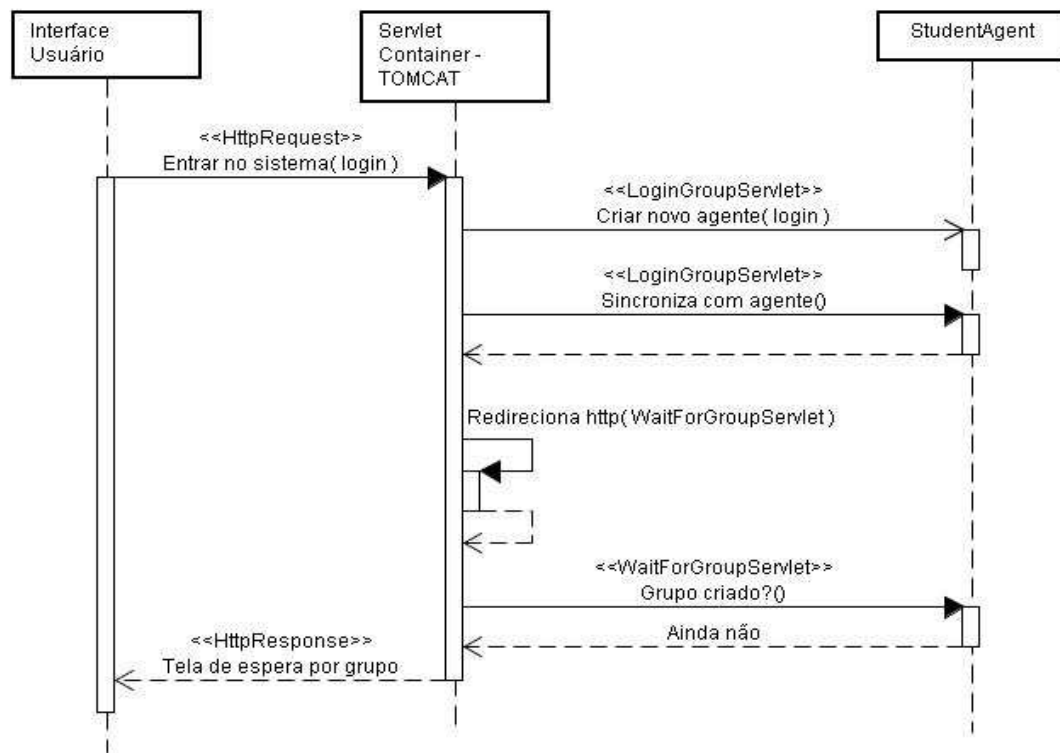 Interface
Usuário
Servlet
Container -
TOMCAT
StudentAgent
<<HttpRequest>>
Entrar no sistema( login )
<<LoginGroupServlet>>
Criar novo agente( login )
<<LoginGroupServlet>>
Sincroniza com agente()
Redireciona http( WaitForGroupServlet )
<<WaitForGroupServlet>>
Grupo criado?()
Ainda não
<<HttpResponse>>
Tela de espera por grupo